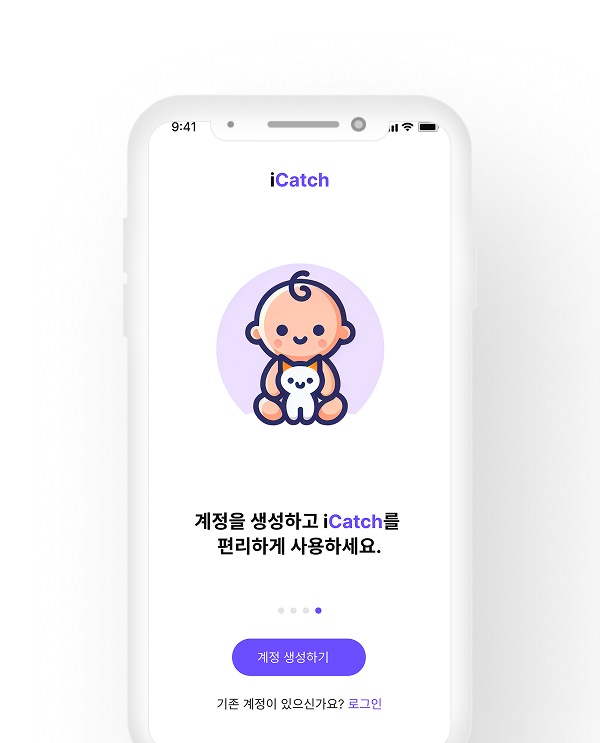 9:41
iCatch
계정을 생성하고 iCatch를
편리하게 사용하세요.
계정 생성하기
기존 계정이 있으신가요? 로그인